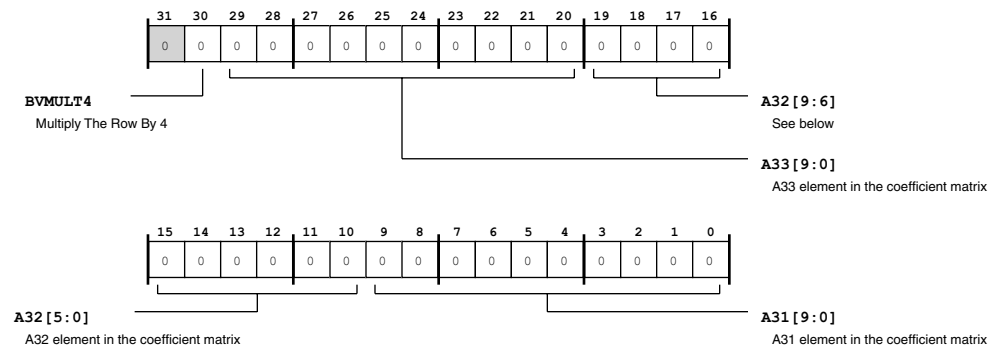 31 30 29 28 27 26 25 24 23 22 21 20 19 18 17 16
0 0 0 0 0 0 0 0 0 0 0 0 0 0 0 0
BVMULT4
Multiply The Row By 4
A32[9:6]
See below
A33[9:0]
A33 element in the coefficient matrix
15 14 13 12 11 10 9 8 7 6 5 4 3 2 1 0
0 0 0 0 0 0 0 0 0 0 0 0 0 0 0 0
A32[5:0]
A32 element in the coefficient matrix
A31[9:0]
A31 element in the coefficient matrix